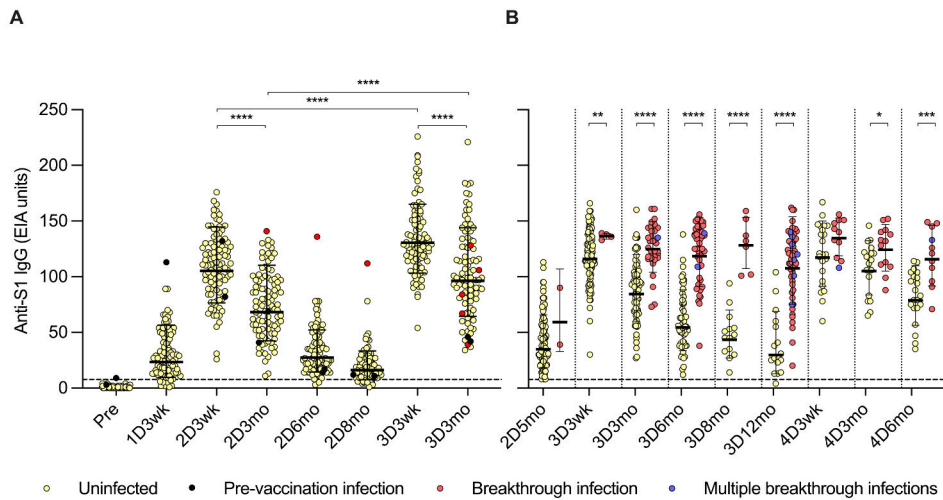 A
B
****
****
****
****
**
****
****
****
****
*
***
Anti-S1 IgG (EIA units)
250
200
150
100
50
0
Pre
1D3wk
2D3wk
2D3mo
2D6mo
2D8mo
3D3wk
3D3mo
2D5mo
3D3wk
3D3mo
3D6mo
3D8mo
3D12mo
4D3wk
4D3mo
4D6mo
Uninfected
Pre-vaccination infection
Breakthrough infection
Multiple breakthrough infections